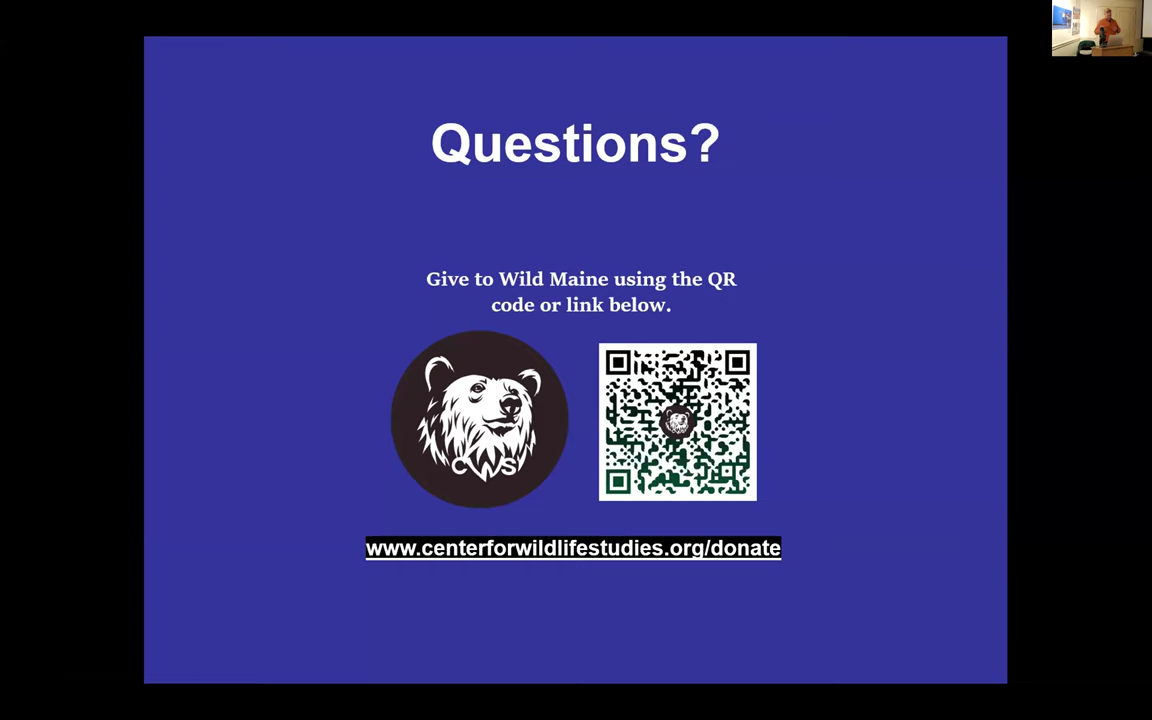 Questions?
Give to Wild Maine using the QR
code or link below.
CWS
www.centerforwildlifestudies.org/donate